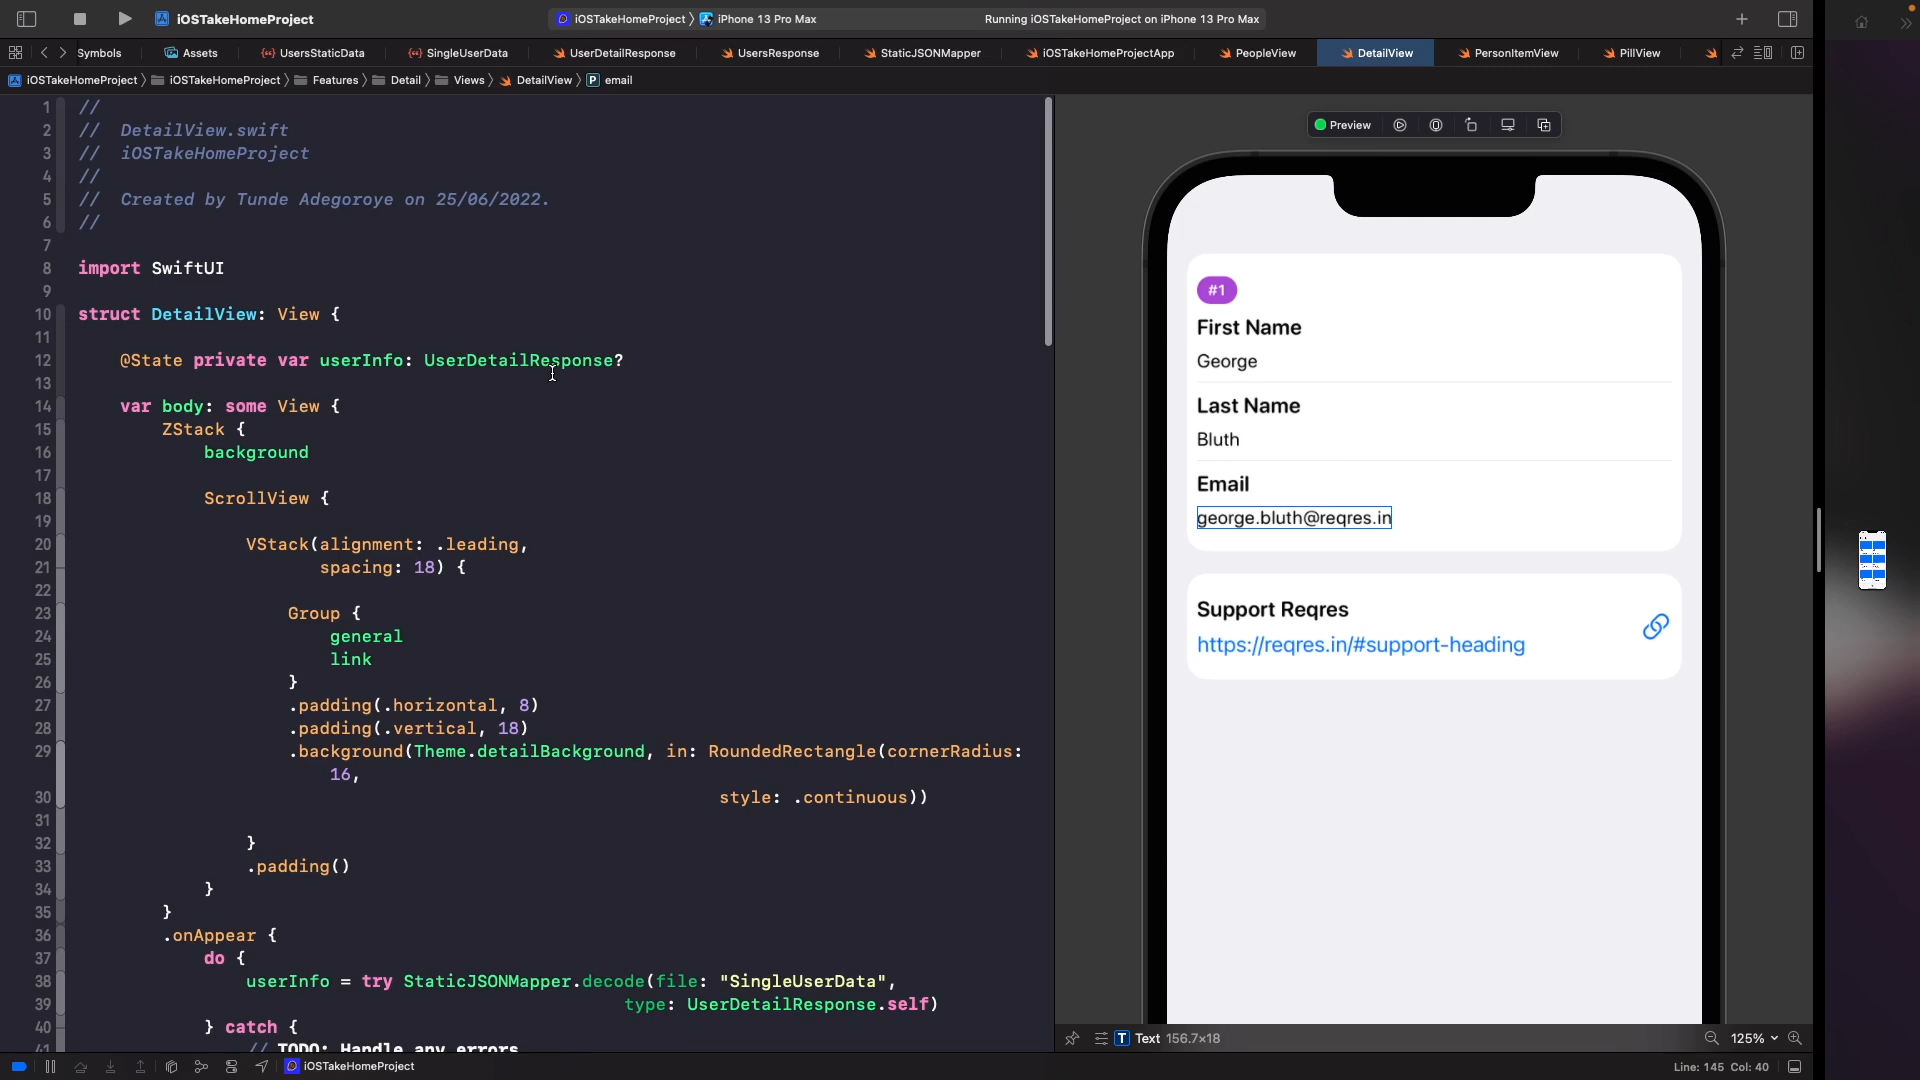 iOSTakeHomeProject
iOSTakeHomeProject 〉 iPhone 13 Pro Max
Running iOSTakeHomeProject on iPhone 13 Pro Max
Symbols Assets UsersStaticData SingleUserData UserDetailResponse UsersResponse StaticJSONMapper iOSTakeHomeProjectApp PeopleView DetailView PersonItemView PillView
iOSTakeHomeProject 〉 iOSTakeHomeProject 〉 Features 〉 Detail 〉 Views 〉 DetailView 〉 P email
1 //
2 // DetailView.swift
3 // iOSTakeHomeProject
4 //
5 // Created by Tunde Adegoroye on 25/06/2022.
6 //
7
8 import SwiftUI
9
10 struct DetailView: View {
11
12 @State private var userInfo: UserDetailResponse?
13
14 var body: some View {
15 ZStack {
16 background
17
18 ScrollView {
19
20 VStack(alignment: .leading,
21 spacing: 18) {
22
23 Group {
24 general
25 link
26 }
27 .padding(.horizontal, 8)
28 .padding(.vertical, 18)
29 .background(Theme.detailBackground, in: RoundedRectangle(cornerRadius:
16,
30 style: .continuous))
31
32 }
33 .padding()
34 }
35 }
36 .onAppear {
37 do {
38 userInfo = try StaticJSONMapper.decode(file: "SingleUserData",
39 type: UserDetailResponse.self)
40 } catch {
41 // TODO: Handle any errors
Preview
#1
First Name
George
Last Name
Bluth
Email
george.bluth@reqres.in
Support Reqres
https://reqres.in/#support-heading
T Text 156.7×18
125%
iOSTakeHomeProject
Line: 145 Col: 40